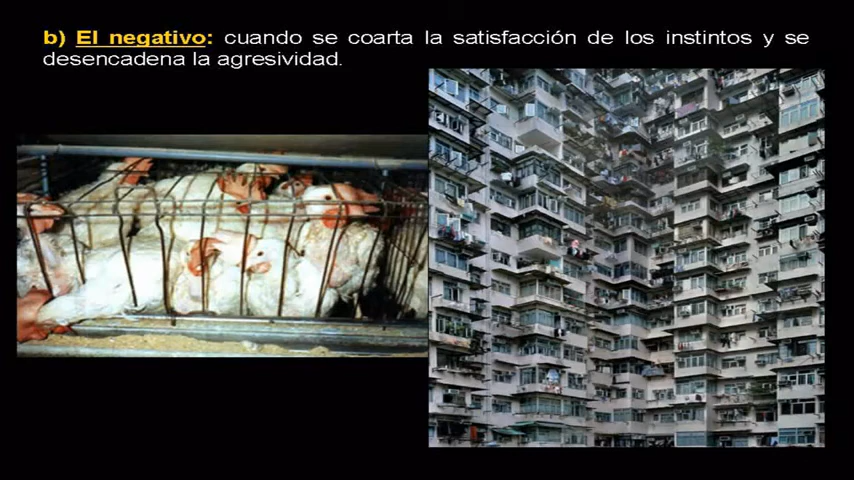 b) El negativo: cuando se coarta la satisfacción de los instintos y se
desencadena la agresividad.